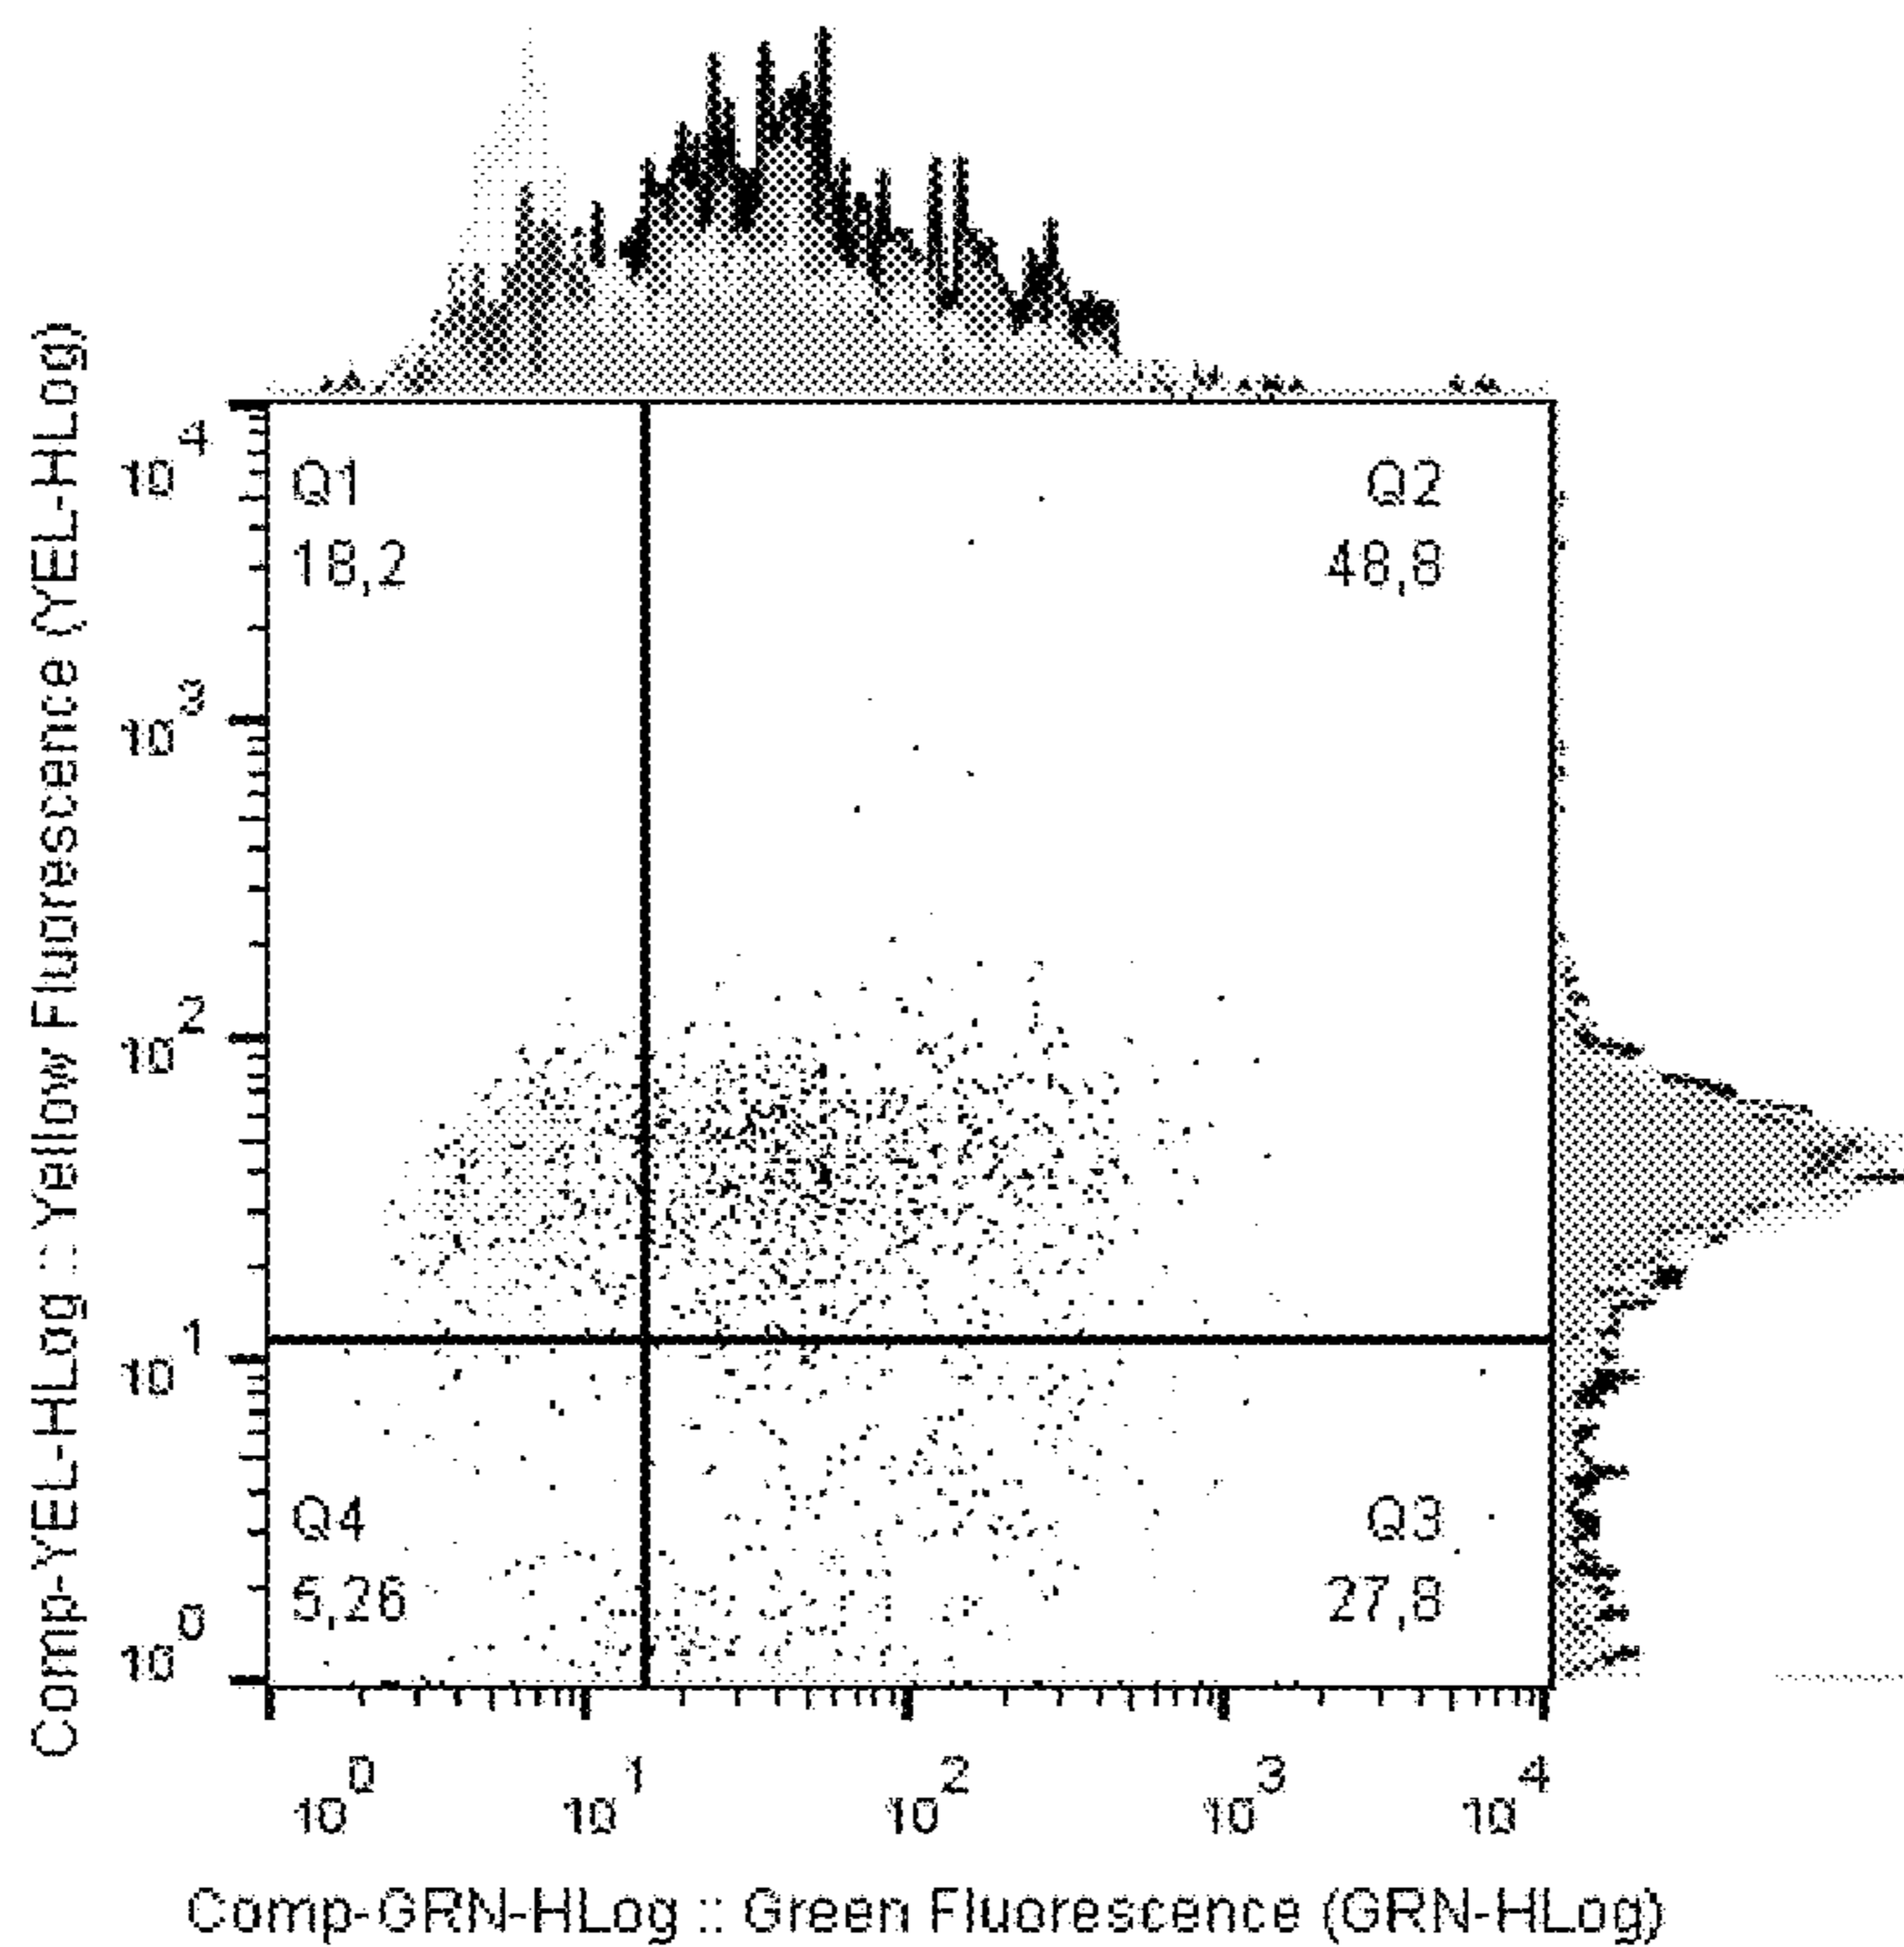 Comp-YEL-HLog :: Yellow Fluorescence (YEL-HLog)
10^4
10^3
10^2
10^1
10^0
Q1
18,2
Q2
48,8
Q4
5,26
Q3
27,8
10^0 10^1 10^2 10^3 10^4
Comp-GRN-HLog :: Green Fluorescence (GRN-HLog)